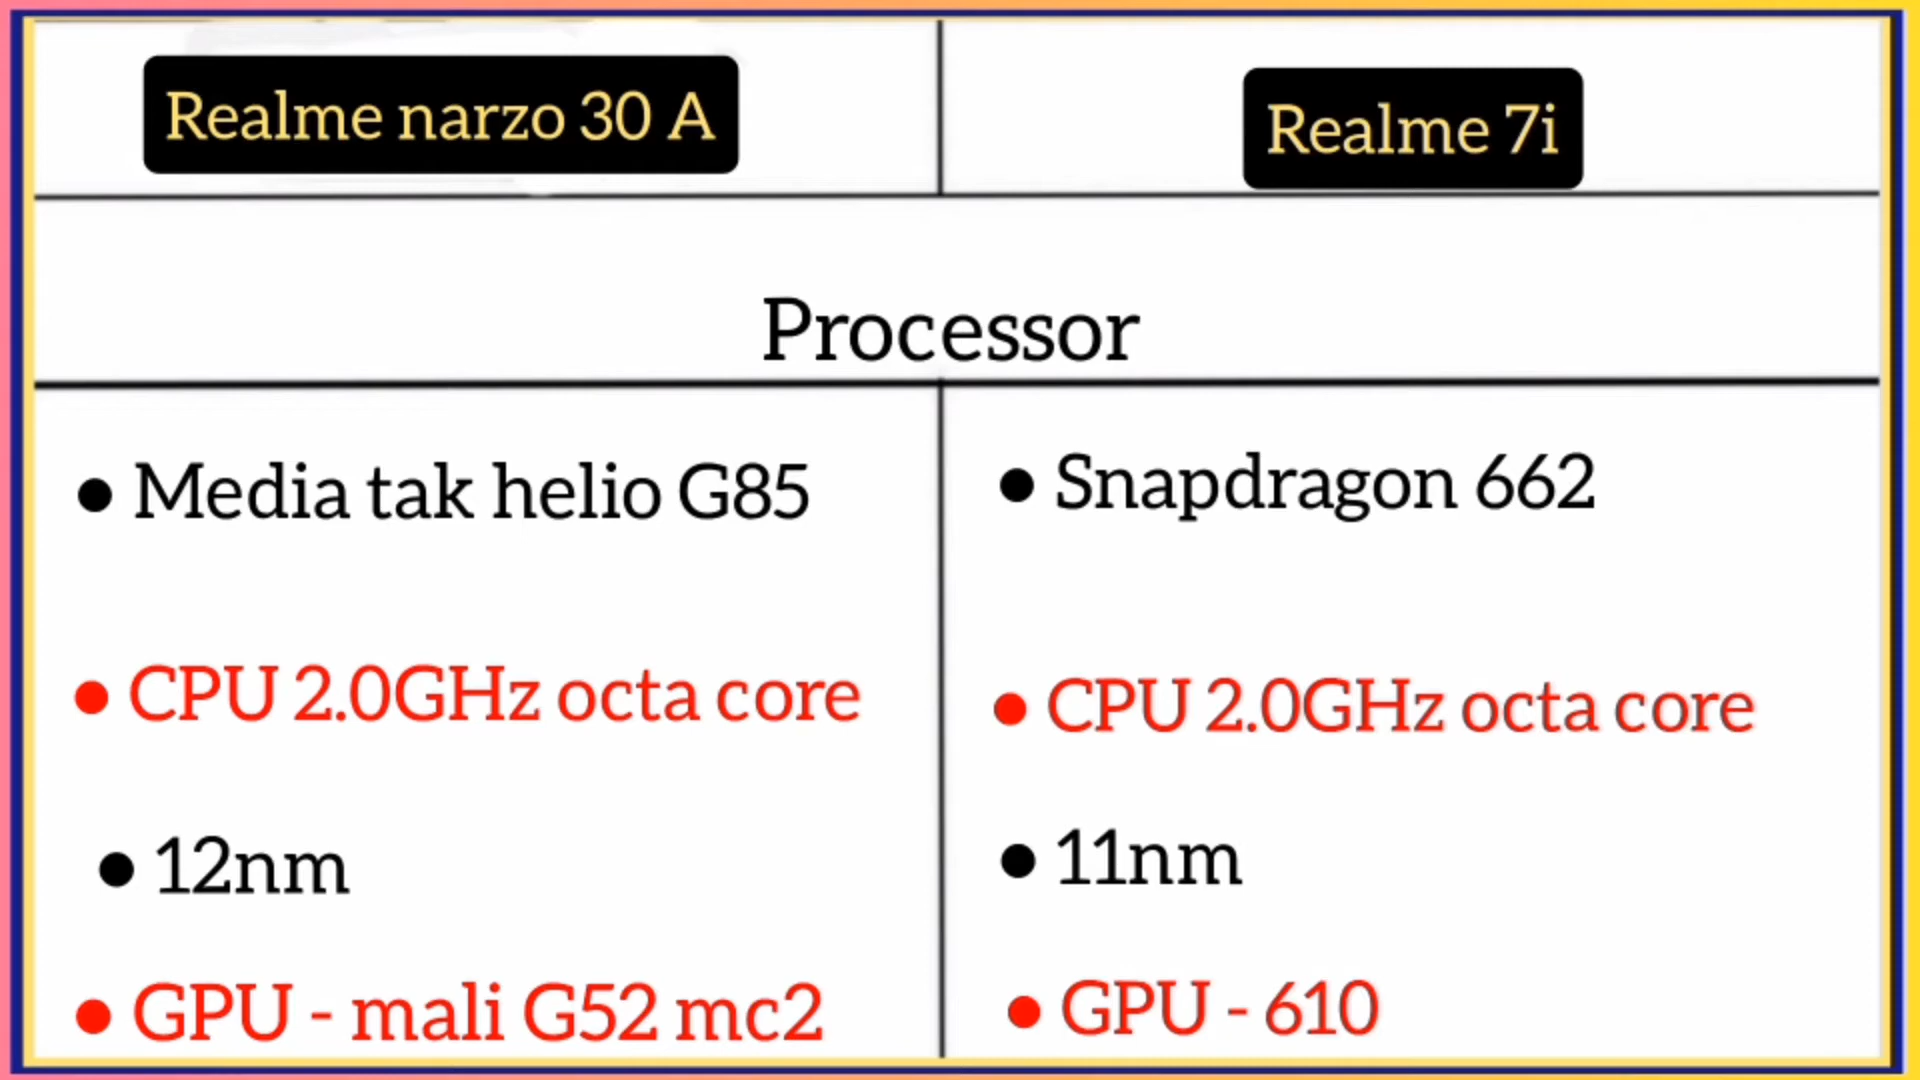 Realme narzo 30 A
Realme 7i
Processor
● Media tak helio G85
● Snapdragon 662
● CPU 2.0GHz octa core
● CPU 2.0GHz octa core
● 12nm
● 11nm
● GPU - mali G52 mc2
● GPU - 610